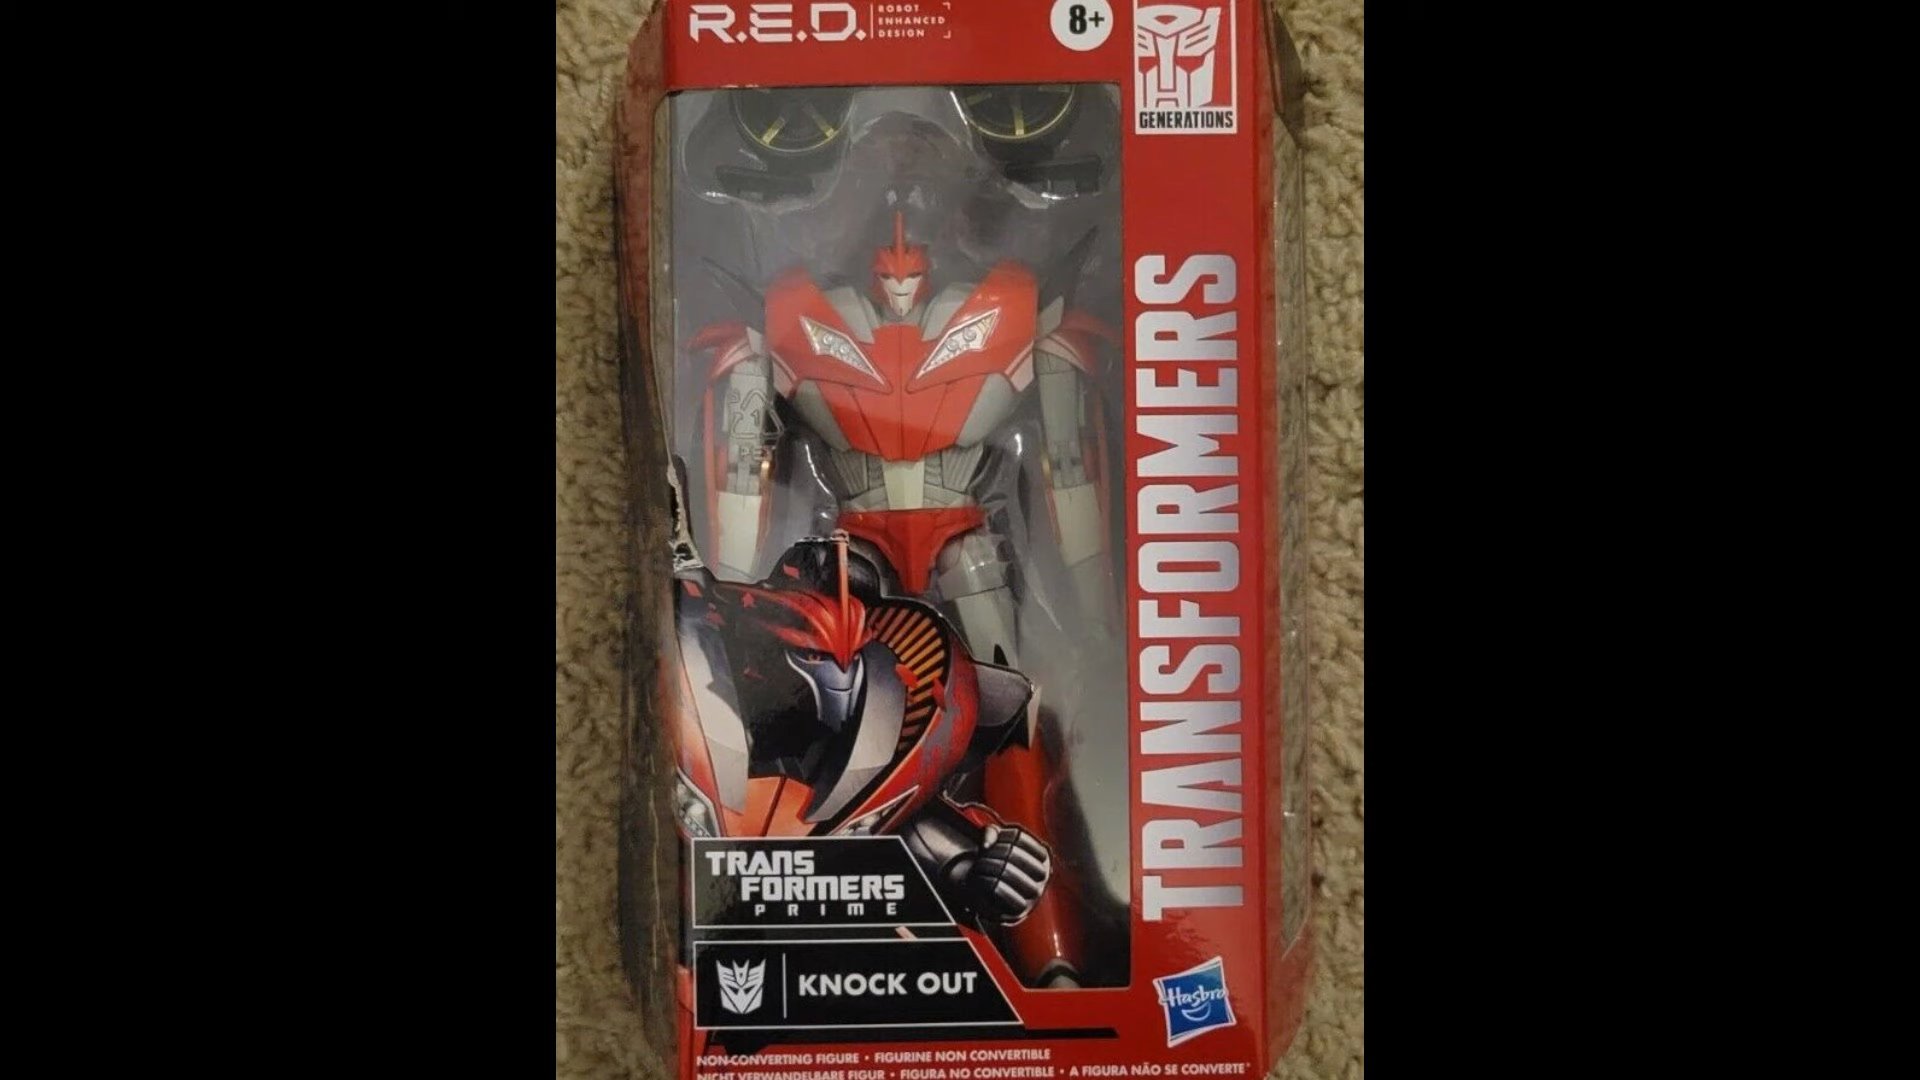 R.E.D.
ROBOT
ENHANCED
DESIGN
8+
GENERATIONS
TRANSFORMERS
TRANS
FORMERS
PRIME
KNOCK OUT
Hasbro
NON-CONVERTING FIGURE • FIGURINE NON CONVERTIBLE
NICHT VERWANDELBARE FIGUR • FIGURA NO CONVERTIBLE • A FIGURA NÃO SE CONVERTE